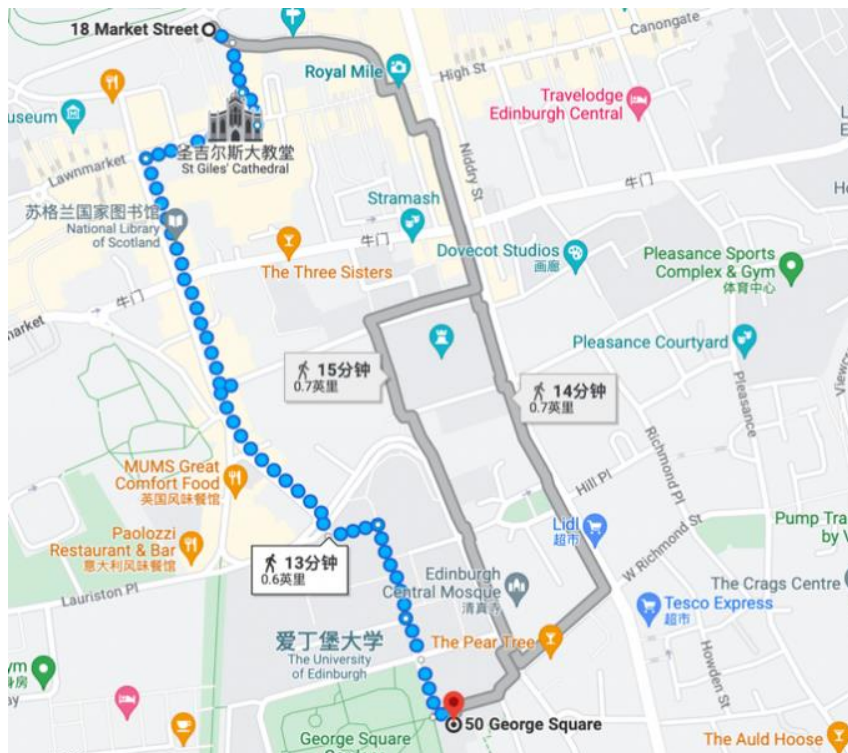 18 Market Street
Canongate
High St
Royal Mile
Travelodge
Edinburgh Central
useum
Lawnmarket
圣吉尔斯大教堂
St Giles' Cathedral
Niddry St
牛门
苏格兰国家图书馆
National Library
of Scotland
Stramash
牛门
The Three Sisters
Dovecot Studios
画廊
Pleasance Sports
Complex & Gym
体育中心
牛门
market
Pleasance Courtyard
15分钟
0.7英里
14分钟
0.7英里
Pleasance
Viewcr
Richmond Pl
MUMS Great
Comfort Food
英国风味餐馆
Hill Pl
Paolozzi
Restaurant & Bar
意大利风味餐馆
Lidl
超市
Pump Tra
by V
13分钟
0.6英里
W Richmond St
Lauriston Pl
Edinburgh
Central Mosque
清真寺
The Crags Centre
Tesco Express
超市
爱丁堡大学
The University
of Edinburgh
The Pear Tree
Howden St
ym
身房
50 George Square
George Square
The Auld Hoose